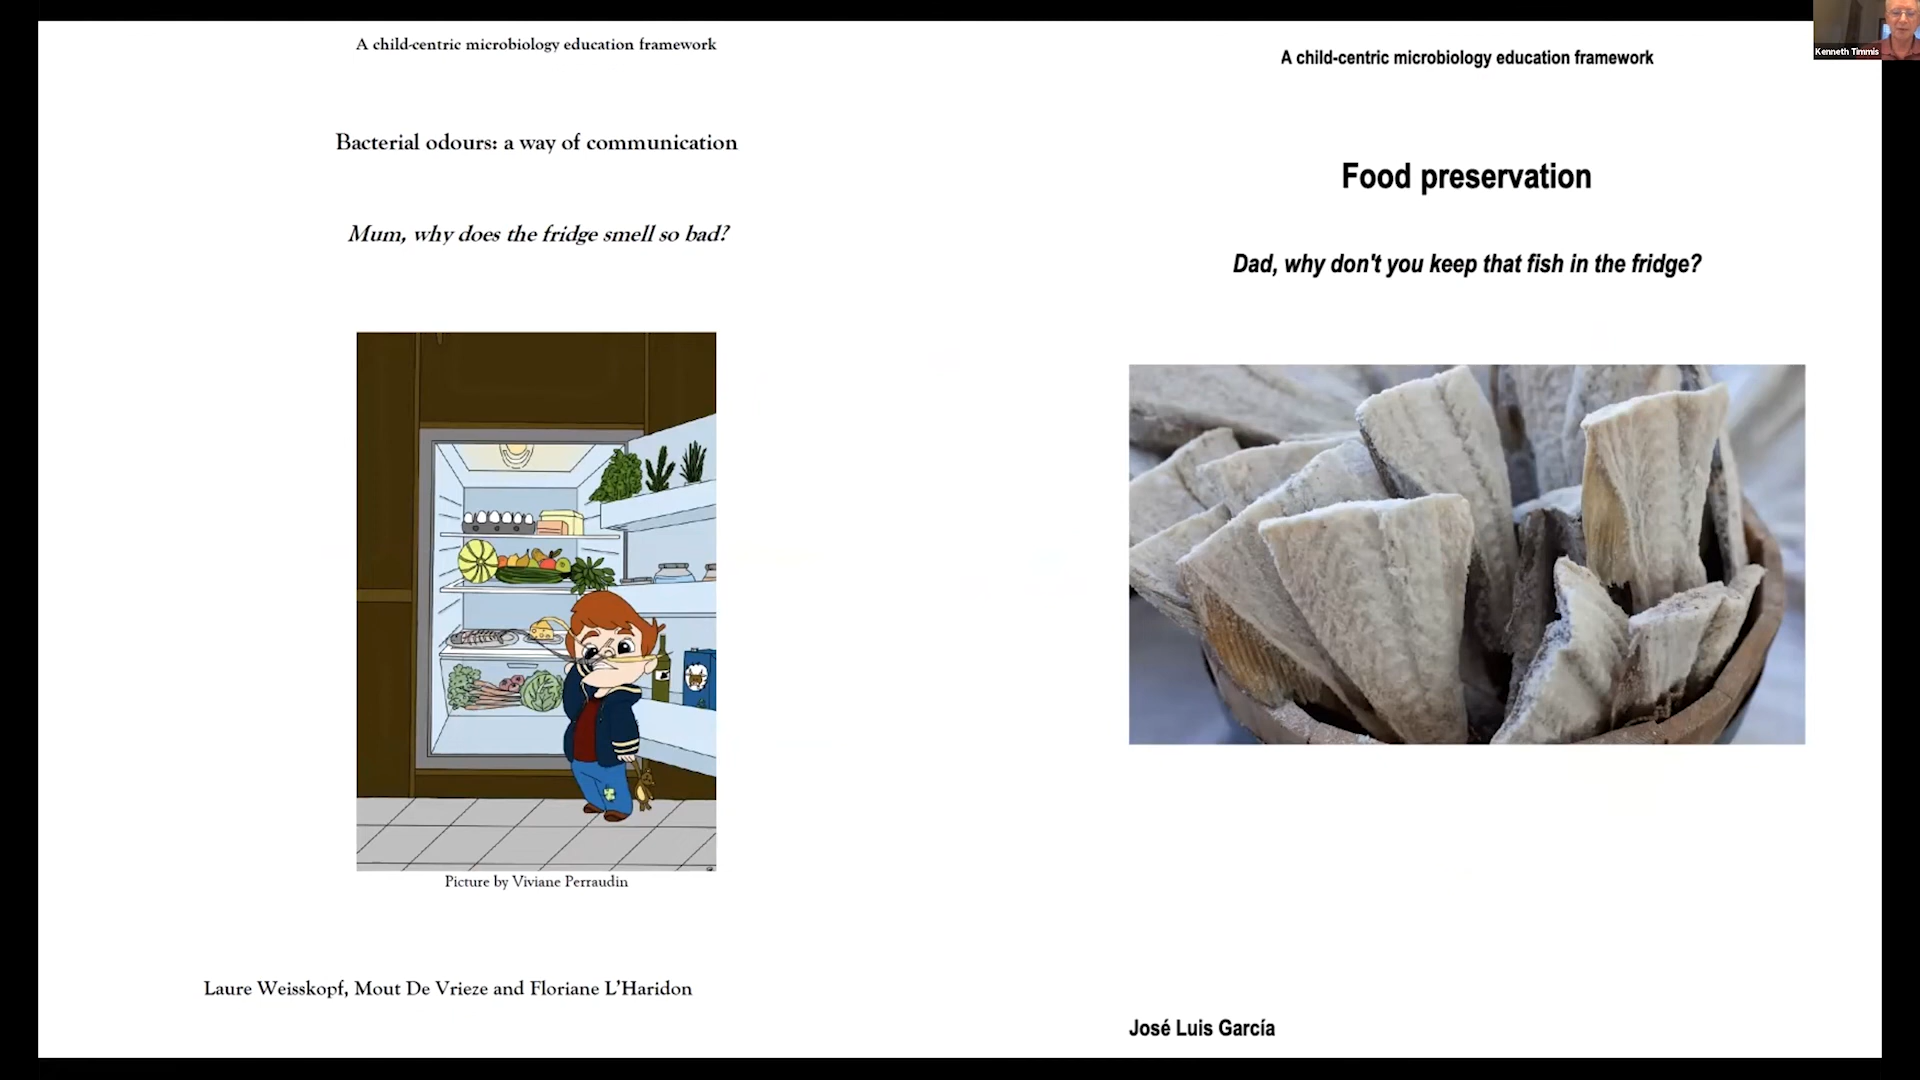 A child-centric microbiology education framework
Bacterial odours: a way of communication
Mum, why does the fridge smell so bad?
Picture by Viviane Perraudin
Laure Weisskopf, Mout De Vrieze and Floriane L'Haridon
A child-centric microbiology education framework
Food preservation
Dad, why don't you keep that fish in the fridge?
José Luis García
Kenneth Timmis